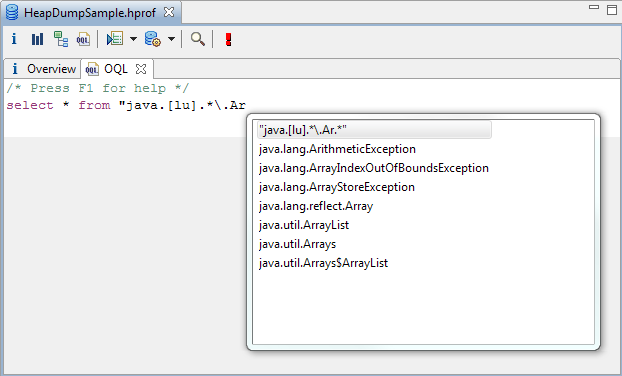 HeapDumpSample.hprof
i OQL
i Overview OQL
/* Press F1 for help */
select * from "java.[lu].*\.Ar
"java.[lu].*\.Ar.*"
java.lang.ArithmeticException
java.lang.ArrayIndexOutOfBoundsException
java.lang.ArrayStoreException
java.lang.reflect.Array
java.util.ArrayList
java.util.Arrays
java.util.Arrays$ArrayList